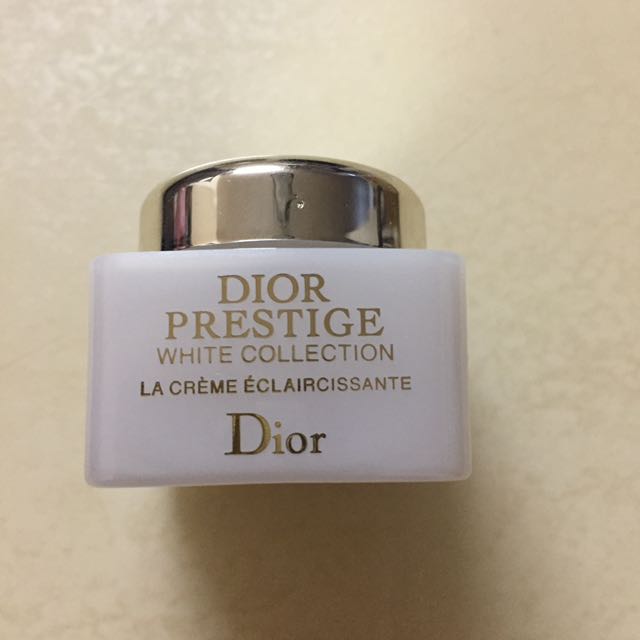 DIOR
PRESTIGE
WHITE COLLECTION
LA CRÈME ÉCLAIRCISSANTE
Dior